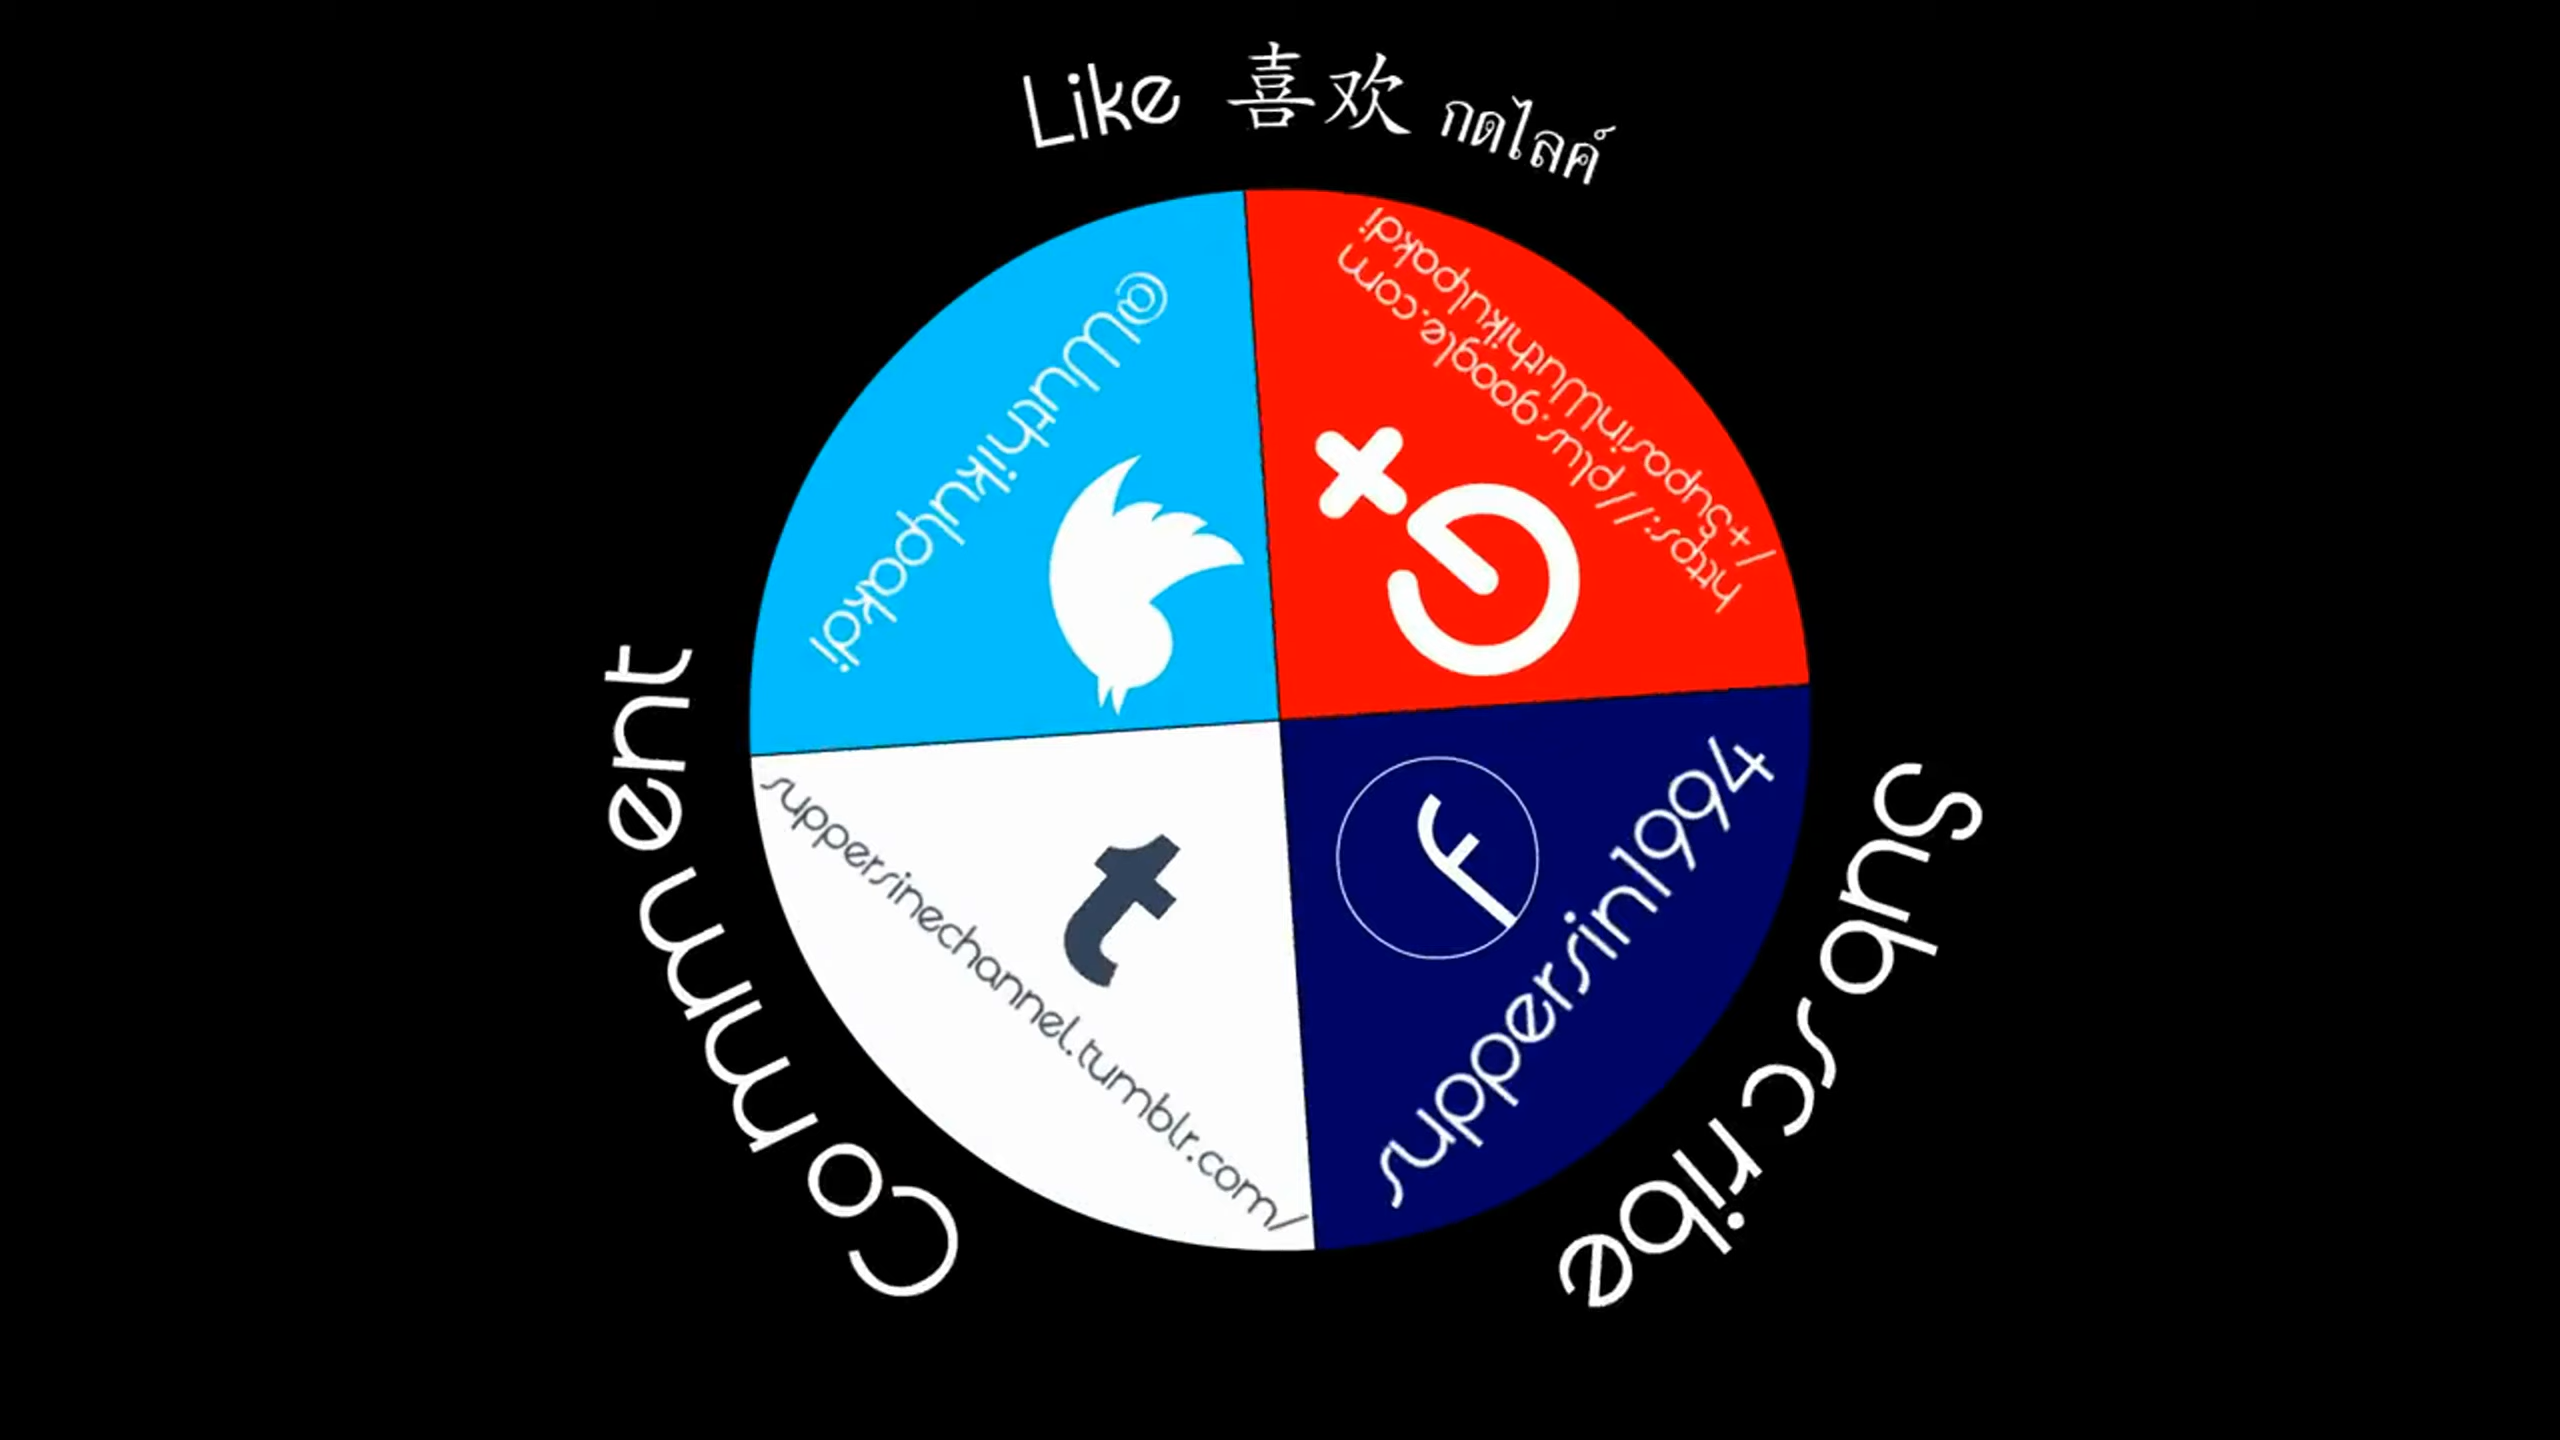 Like 喜欢 กดไลค์
@Wuthikulpakdi
https://plus.google.com
/+SuparsinWuthikulpakdi
suppersinechannel.tumblr.com/
suppersin1994
Comment
Subscribe